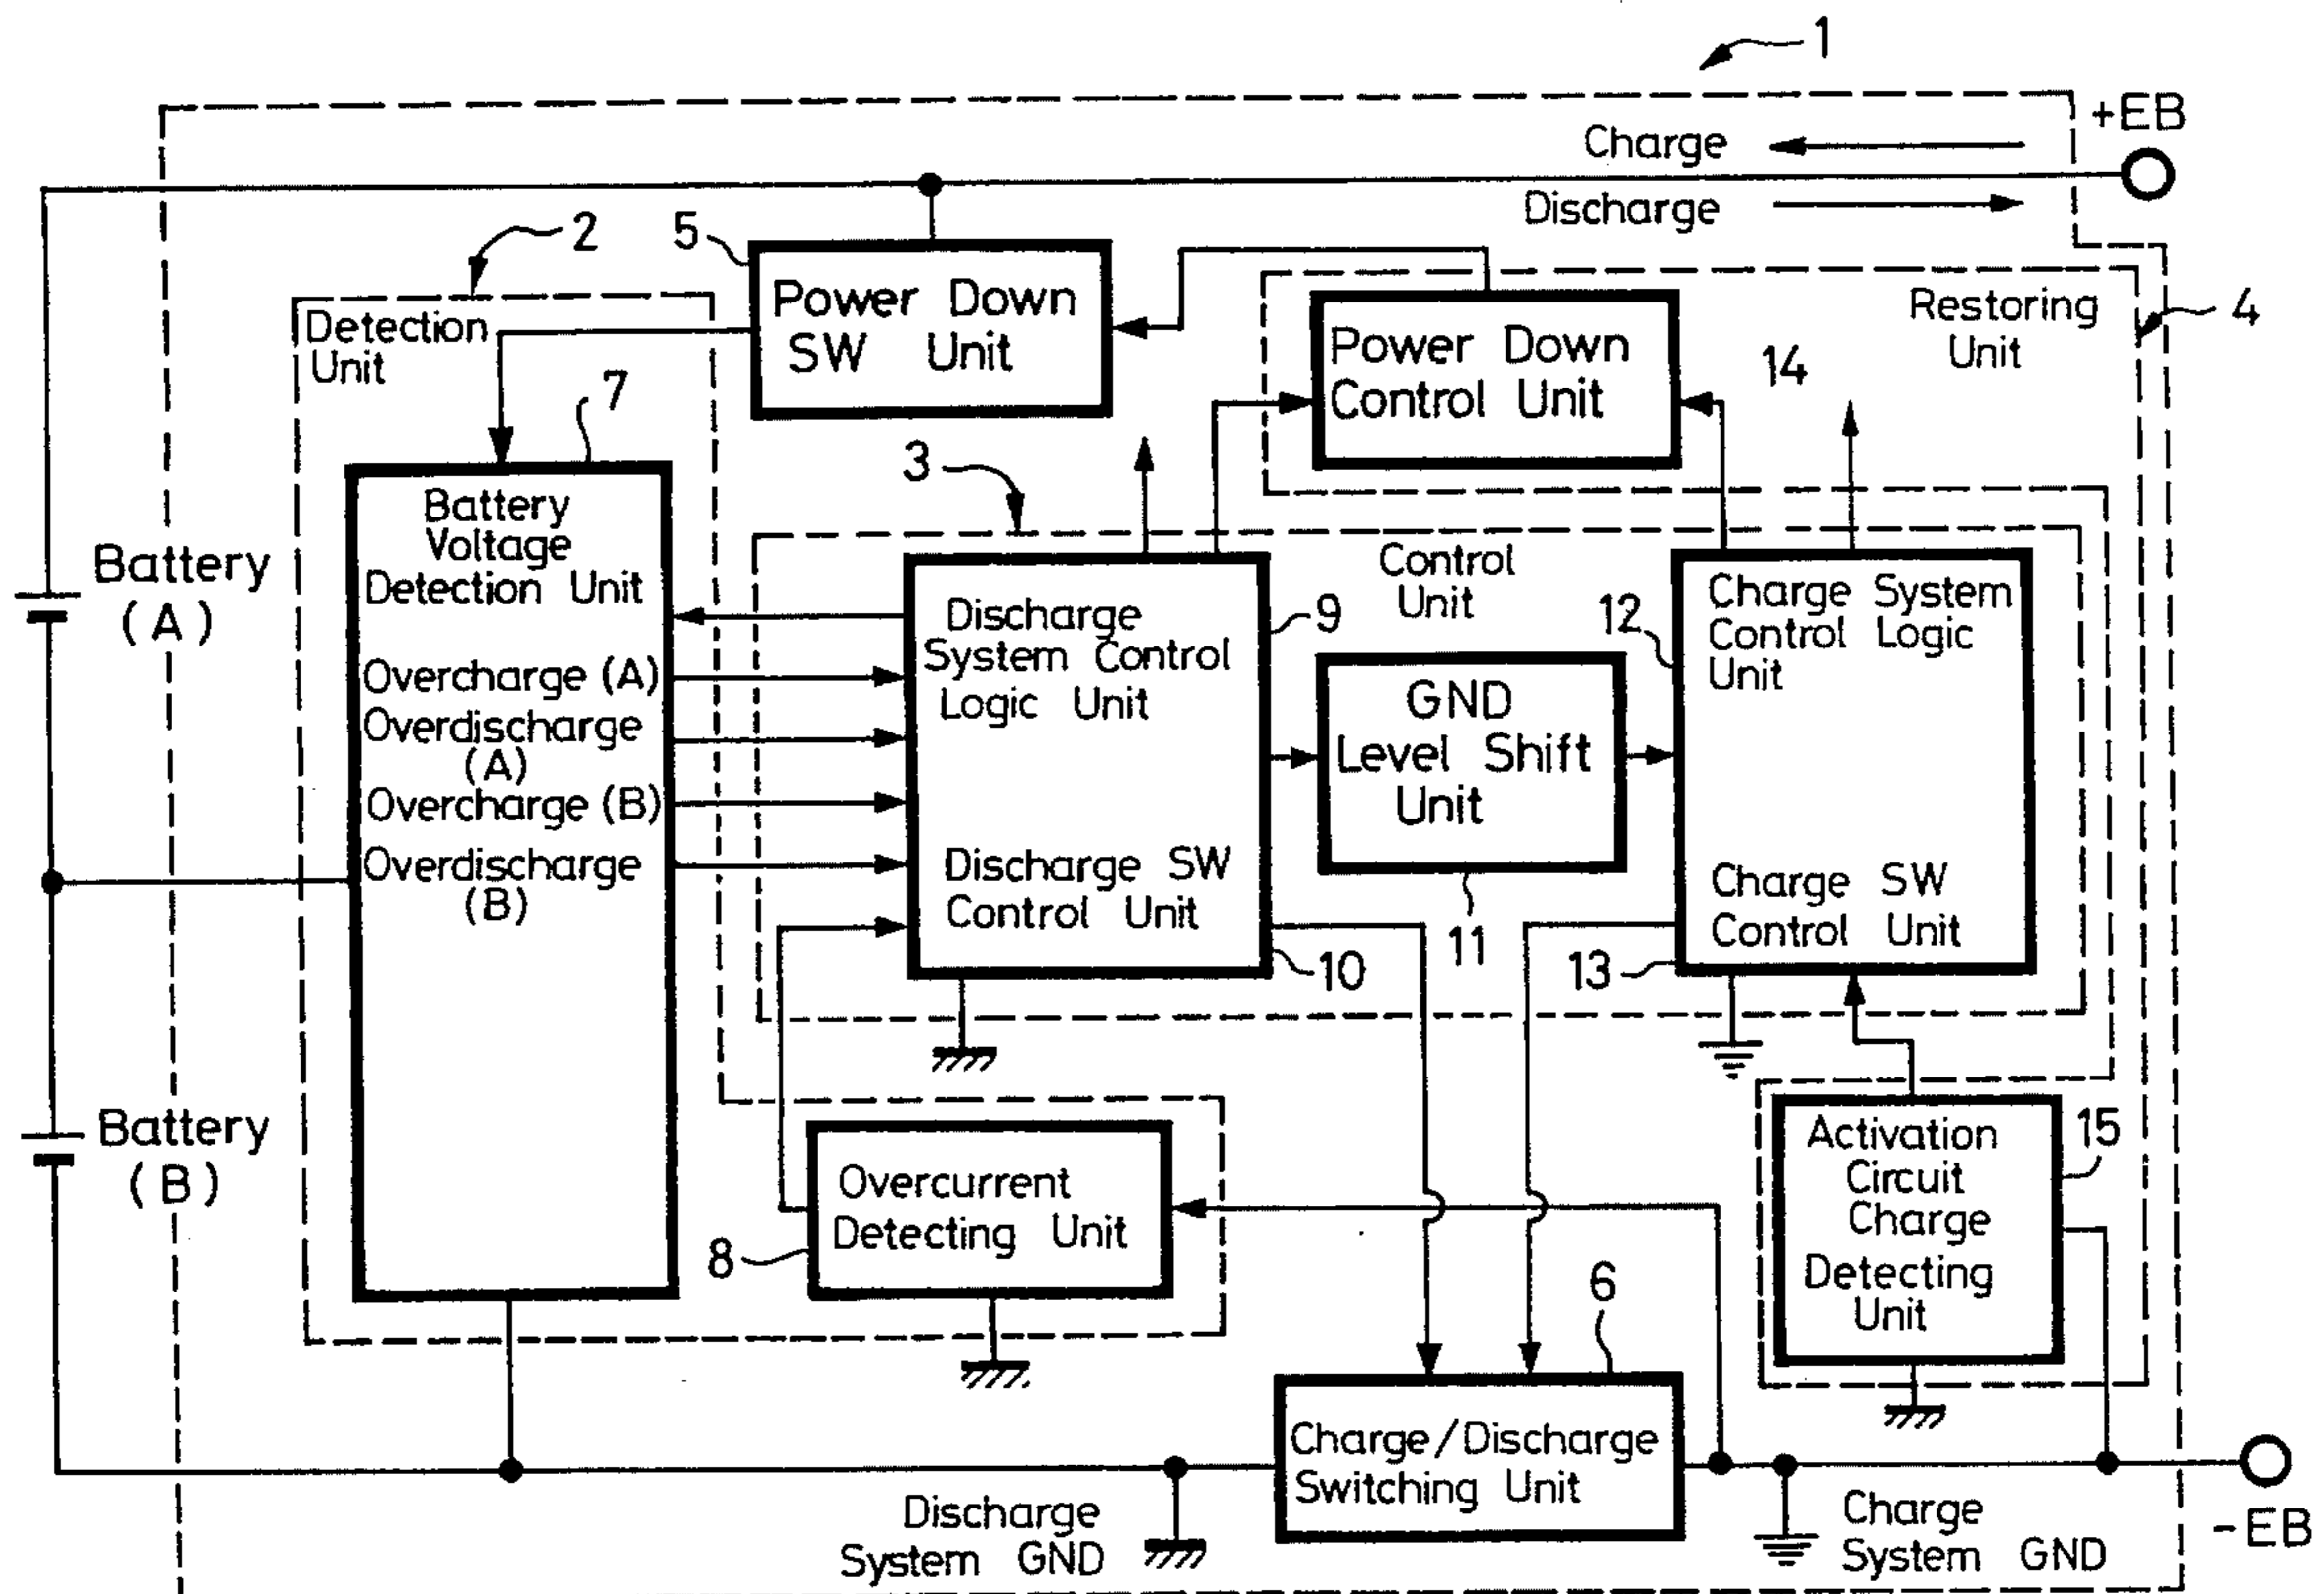 1
+EB
Charge
Discharge
2
5
Power Down
SW Unit
Detection
Unit
Restoring
Unit
4
Power Down
Control Unit
14
7
3
Battery
Voltage
Detection Unit
Control
Unit
Battery
(A)
Discharge
System Control
Logic Unit
9
12
Charge System
Control Logic
Unit
Overcharge (A)
Overdischarge
(A)
Overcharge (B)
Overdischarge
(B)
GND
Level Shift
Unit
Discharge SW
Control Unit
10
11
Charge SW
Control Unit
13
Battery
(B)
Overcurrent
Detecting Unit
8
Activation
Circuit
Charge
Detecting
Unit
15
6
Charge/Discharge
Switching Unit
Discharge
System GND
Charge
System GND
-EB